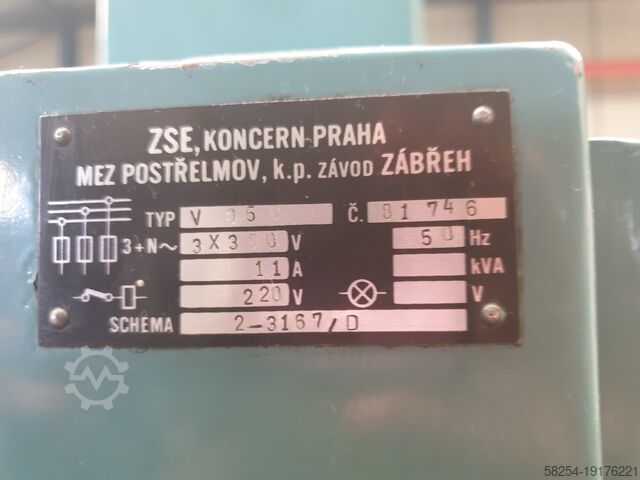 ZSE, KONCERN PRAHA
MEZ POSTŘELMOV, k.p. ZÁVOD ZÁBŘEH
TYP V Č. 81 746
3+N~ 3X380 V 50 Hz
11 A kVA
220 V V
SCHEMA 2-3167/D
58254-19176221